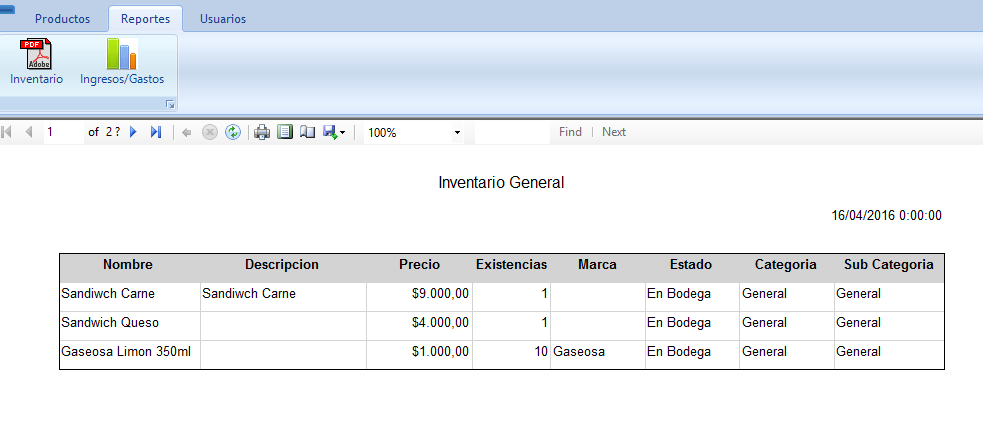 Productos Reportes Usuarios
PDF
Adobe
Inventario Ingresos/Gastos
1 of 2 ? 100% Find | Next
Inventario General
16/04/2016 0:00:00
Nombre Descripcion Precio Existencias Marca Estado Categoria Sub Categoria
Sandiwch Carne Sandiwch Carne $9.000,00 1 En Bodega General General
Sandwich Queso $4.000,00 1 En Bodega General General
Gaseosa Limon 350ml $1.000,00 10 Gaseosa En Bodega General General